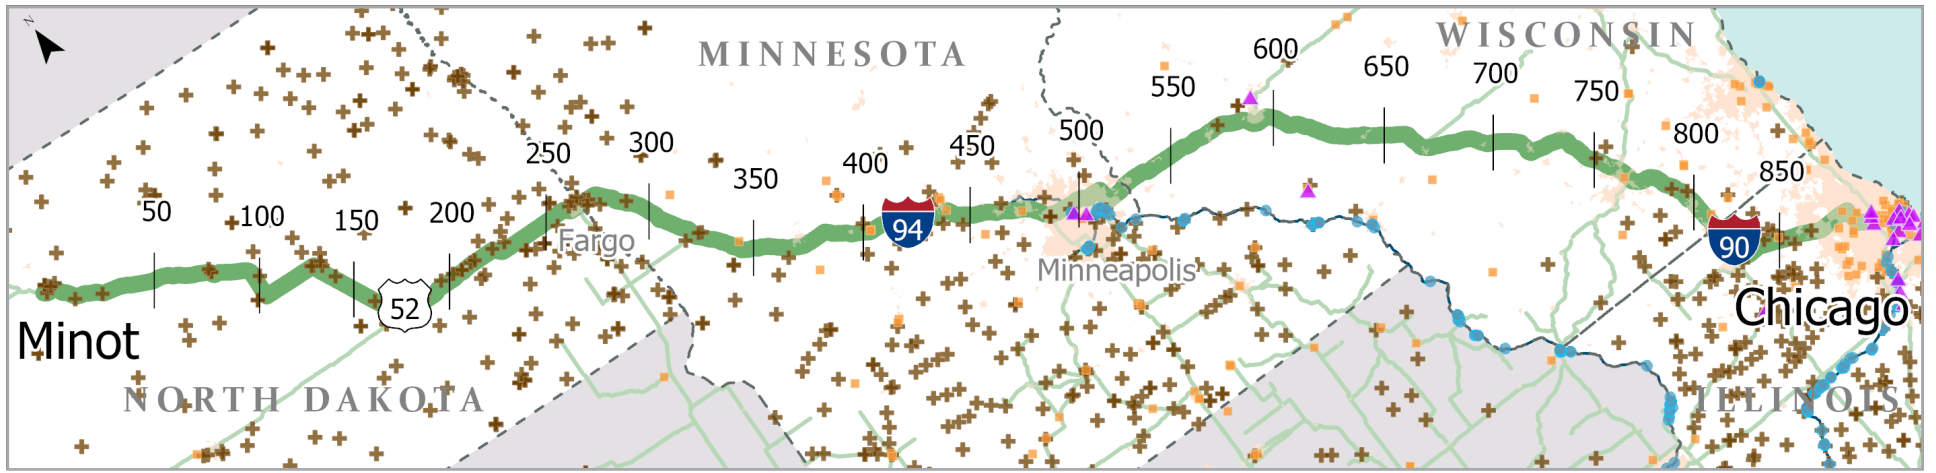 N
MINNESOTA
WISCONSIN
50
100
150
200
250
300
350
400
450
500
550
600
650
700
750
800
850
94
90
52
Fargo
Minneapolis
Minot
Chicago
NORTH DAKOTA
ILLINOIS